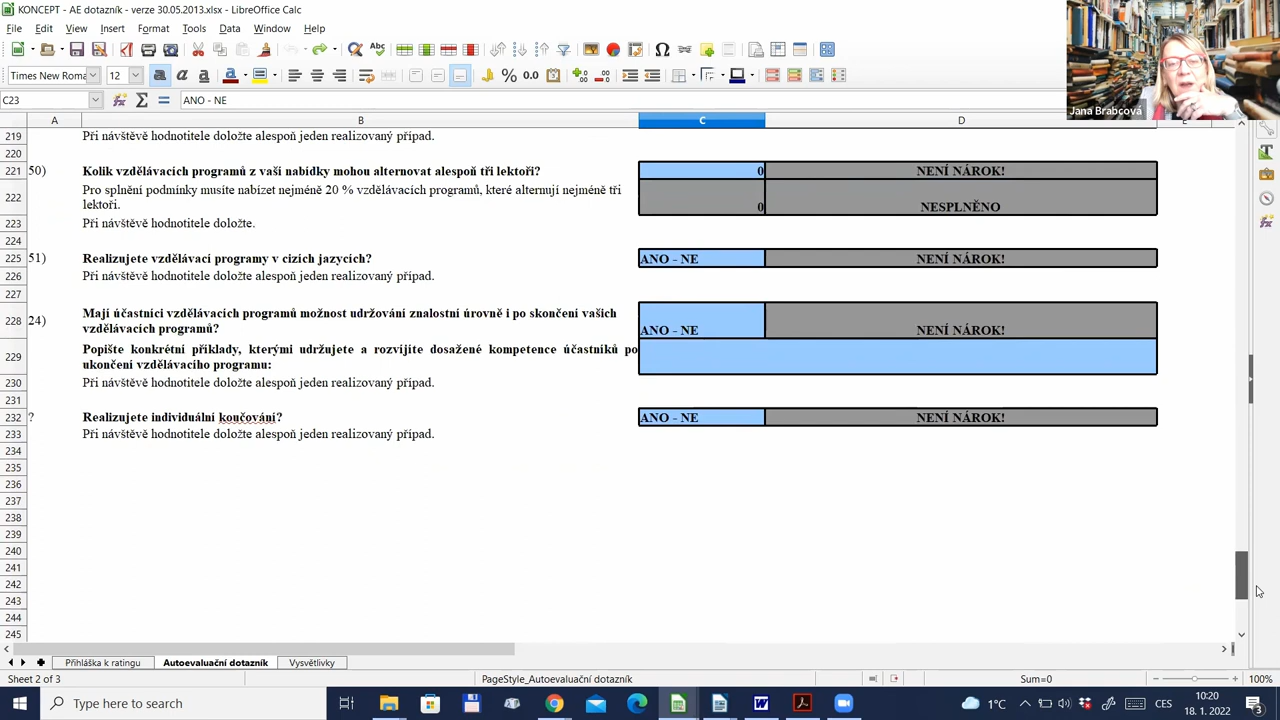 KONCEPT - AE dotazník - verze 30.05.2013.xlsx - LibreOffice Calc
File Edit View Insert Format Tools Data Window Help
Times New Roma 12
C23 ANO - NE
Jana Brabcová
A B C D E
219 Při návštěvě hodnotitele doložte alespoň jeden realizovaný případ.
220
221 50) Kolik vzdělávacích programů z vaší nabídky mohou alternovat alespoň tři lektoři? 0 NENÍ NÁROK!
222 Pro splnění podmínky musíte nabízet nejméně 20 % vzdělávacích programů, které alternují nejméně tři
lektoři. 0 NESPLNĚNO
223 Při návštěvě hodnotitele doložte.
224
225 51) Realizujete vzdělávací programy v cizích jazycích? ANO - NE NENÍ NÁROK!
226 Při návštěvě hodnotitele doložte alespoň jeden realizovaný případ.
227
228 24) Mají účastníci vzdělávacích programů možnost udržování znalostní úrovně i po skončení vašich
vzdělávacích programů? ANO - NE NENÍ NÁROK!
229 Popište konkrétní příklady, kterými udržujete a rozvíjíte dosažené kompetence účastníků po
ukončení vzdělávacího programu:
230 Při návštěvě hodnotitele doložte alespoň jeden realizovaný případ.
231
232 ? Realizujete individuální koučování? ANO - NE NENÍ NÁROK!
233 Při návštěvě hodnotitele doložte alespoň jeden realizovaný případ.
234
235
236
237
238
239
240
241
242
243
244
245
Přihláška k ratingu Autoevaluační dotazník Vysvětlivky
Sheet 2 of 3 PageStyle_Autoevaluační dotazník Sum=0 100%
Type here to search 1°C CES 10:20
18. 1. 2022 3